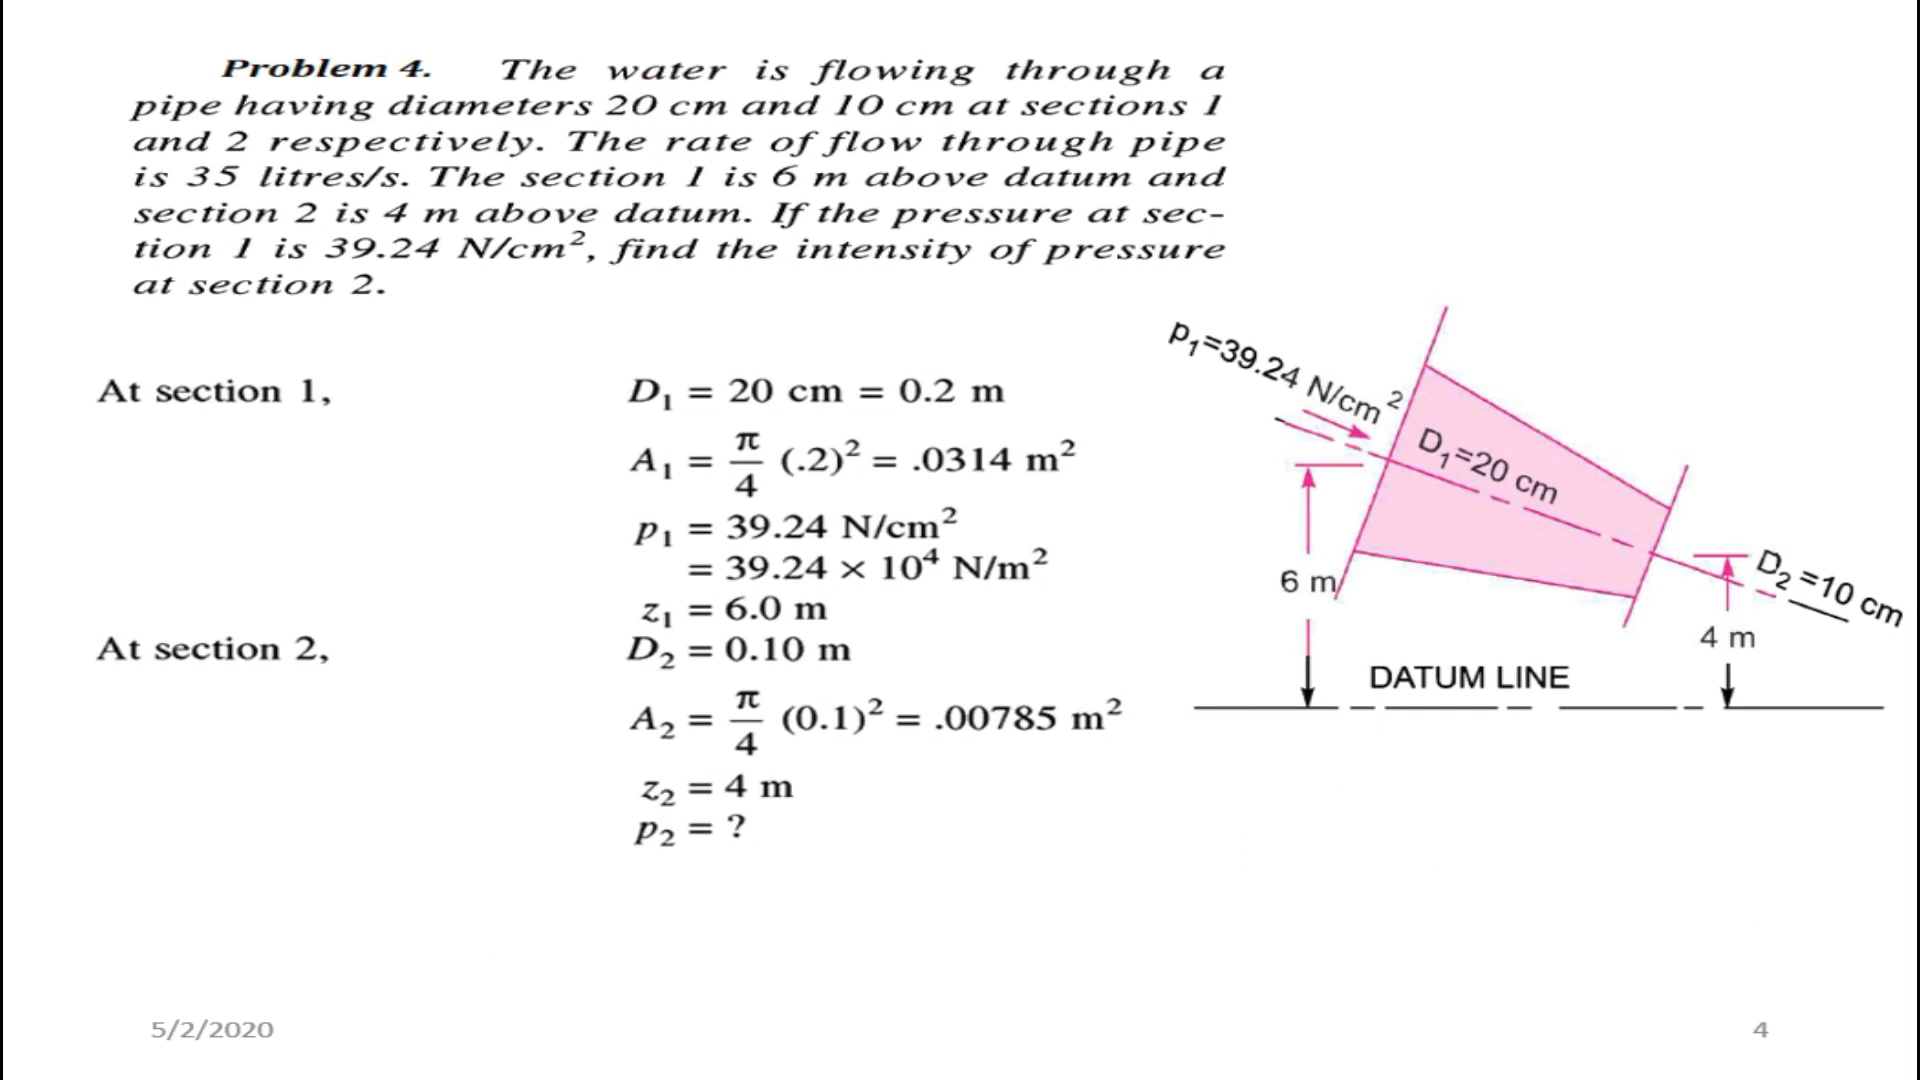 Problem 4. The water is flowing through a
pipe having diameters 20 cm and 10 cm at sections 1
and 2 respectively. The rate of flow through pipe
is 35 litres/s. The section 1 is 6 m above datum and
section 2 is 4 m above datum. If the pressure at sec-
tion 1 is 39.24 N/cm², find the intensity of pressure
at section 2.
At section 1, D₁ = 20 cm = 0.2 m
A₁ = π/4 (.2)² = .0314 m²
p₁ = 39.24 N/cm²
= 39.24 × 10⁴ N/m²
z₁ = 6.0 m
At section 2, D₂ = 0.10 m
A₂ = π/4 (0.1)² = .00785 m²
z₂ = 4 m
p₂ = ?
p₁=39.24 N/cm²
D₁=20 cm
D₂=10 cm
6 m
4 m
DATUM LINE
5/2/2020
4